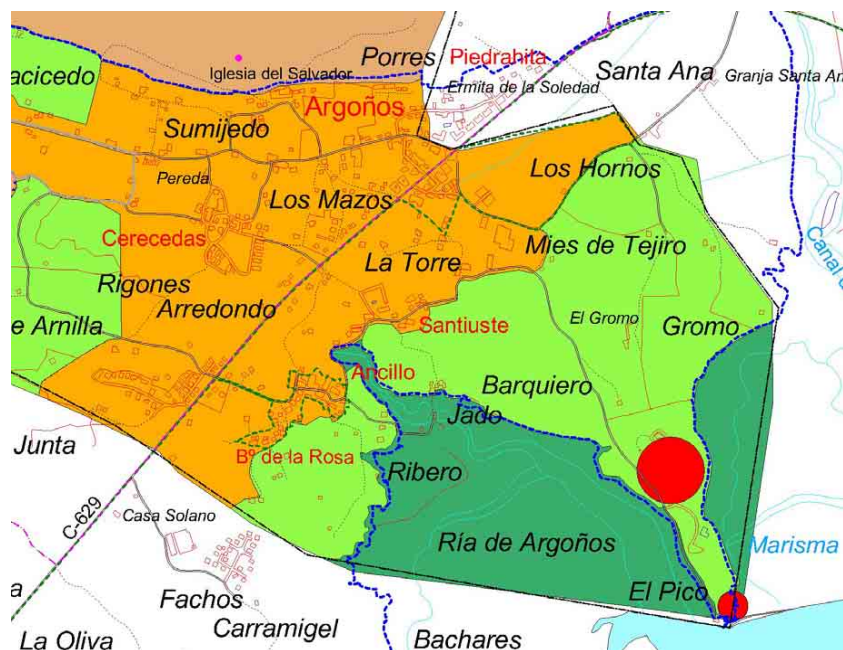 Porres
Piedrahita
acicedo
Iglesia del Salvador
Ermita de la Soledad
Santa Ana
Granja Santa An
Argoños
Sumijedo
Pereda
Los Hornos
Los Mazos
Cerecedas
La Torre
Mies de Tejiro
Canal d
Rigones
Arredondo
e Arnilla
Santiuste
El Gromo
Gromo
Ancillo
Barquiero
Jado
Junta
Bº de la Rosa
Ribero
C-629
Casa Solano
Ría de Argoños
Marisma
a
Fachos
El Pico
La Oliva
Carramigel
Bachares